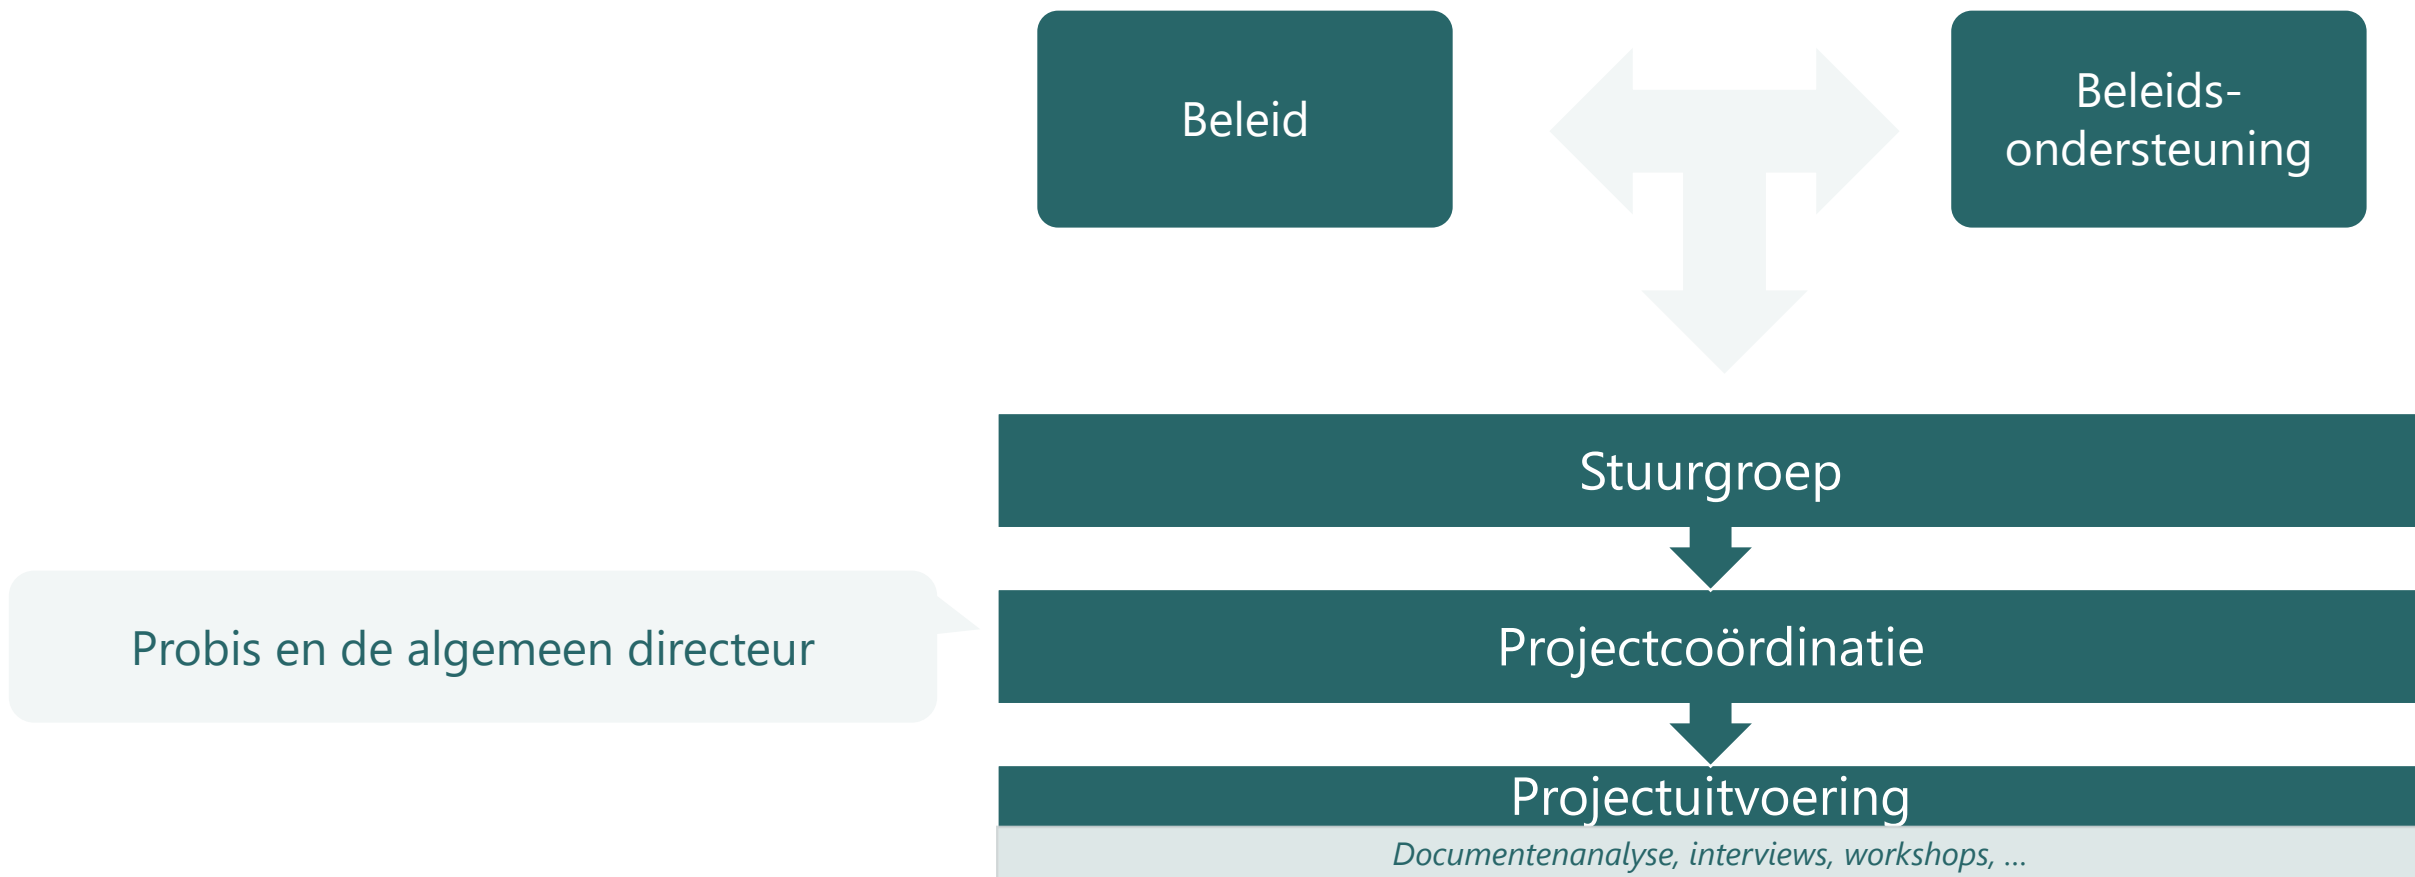 Beleid
Beleids-
ondersteuning
Stuurgroep
Probis en de algemeen directeur
Projectcoördinatie
Projectuitvoering
Documentenanalyse, interviews, workshops, ...